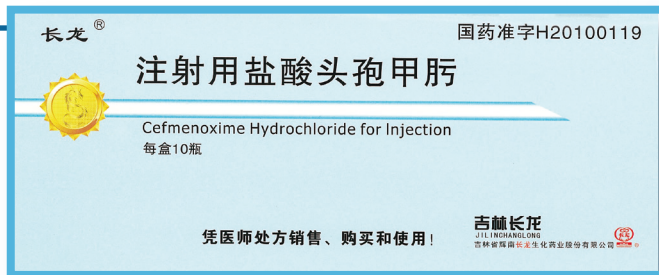 长龙®
国药准字H20100119
注射用盐酸头孢甲肟
Cefmenoxime Hydrochloride for Injection
每盒10瓶
凭医师处方销售、购买和使用!
吉林长龙
JILINCHANGLONG
吉林省辉南长龙生化药业股份有限公司
长龙